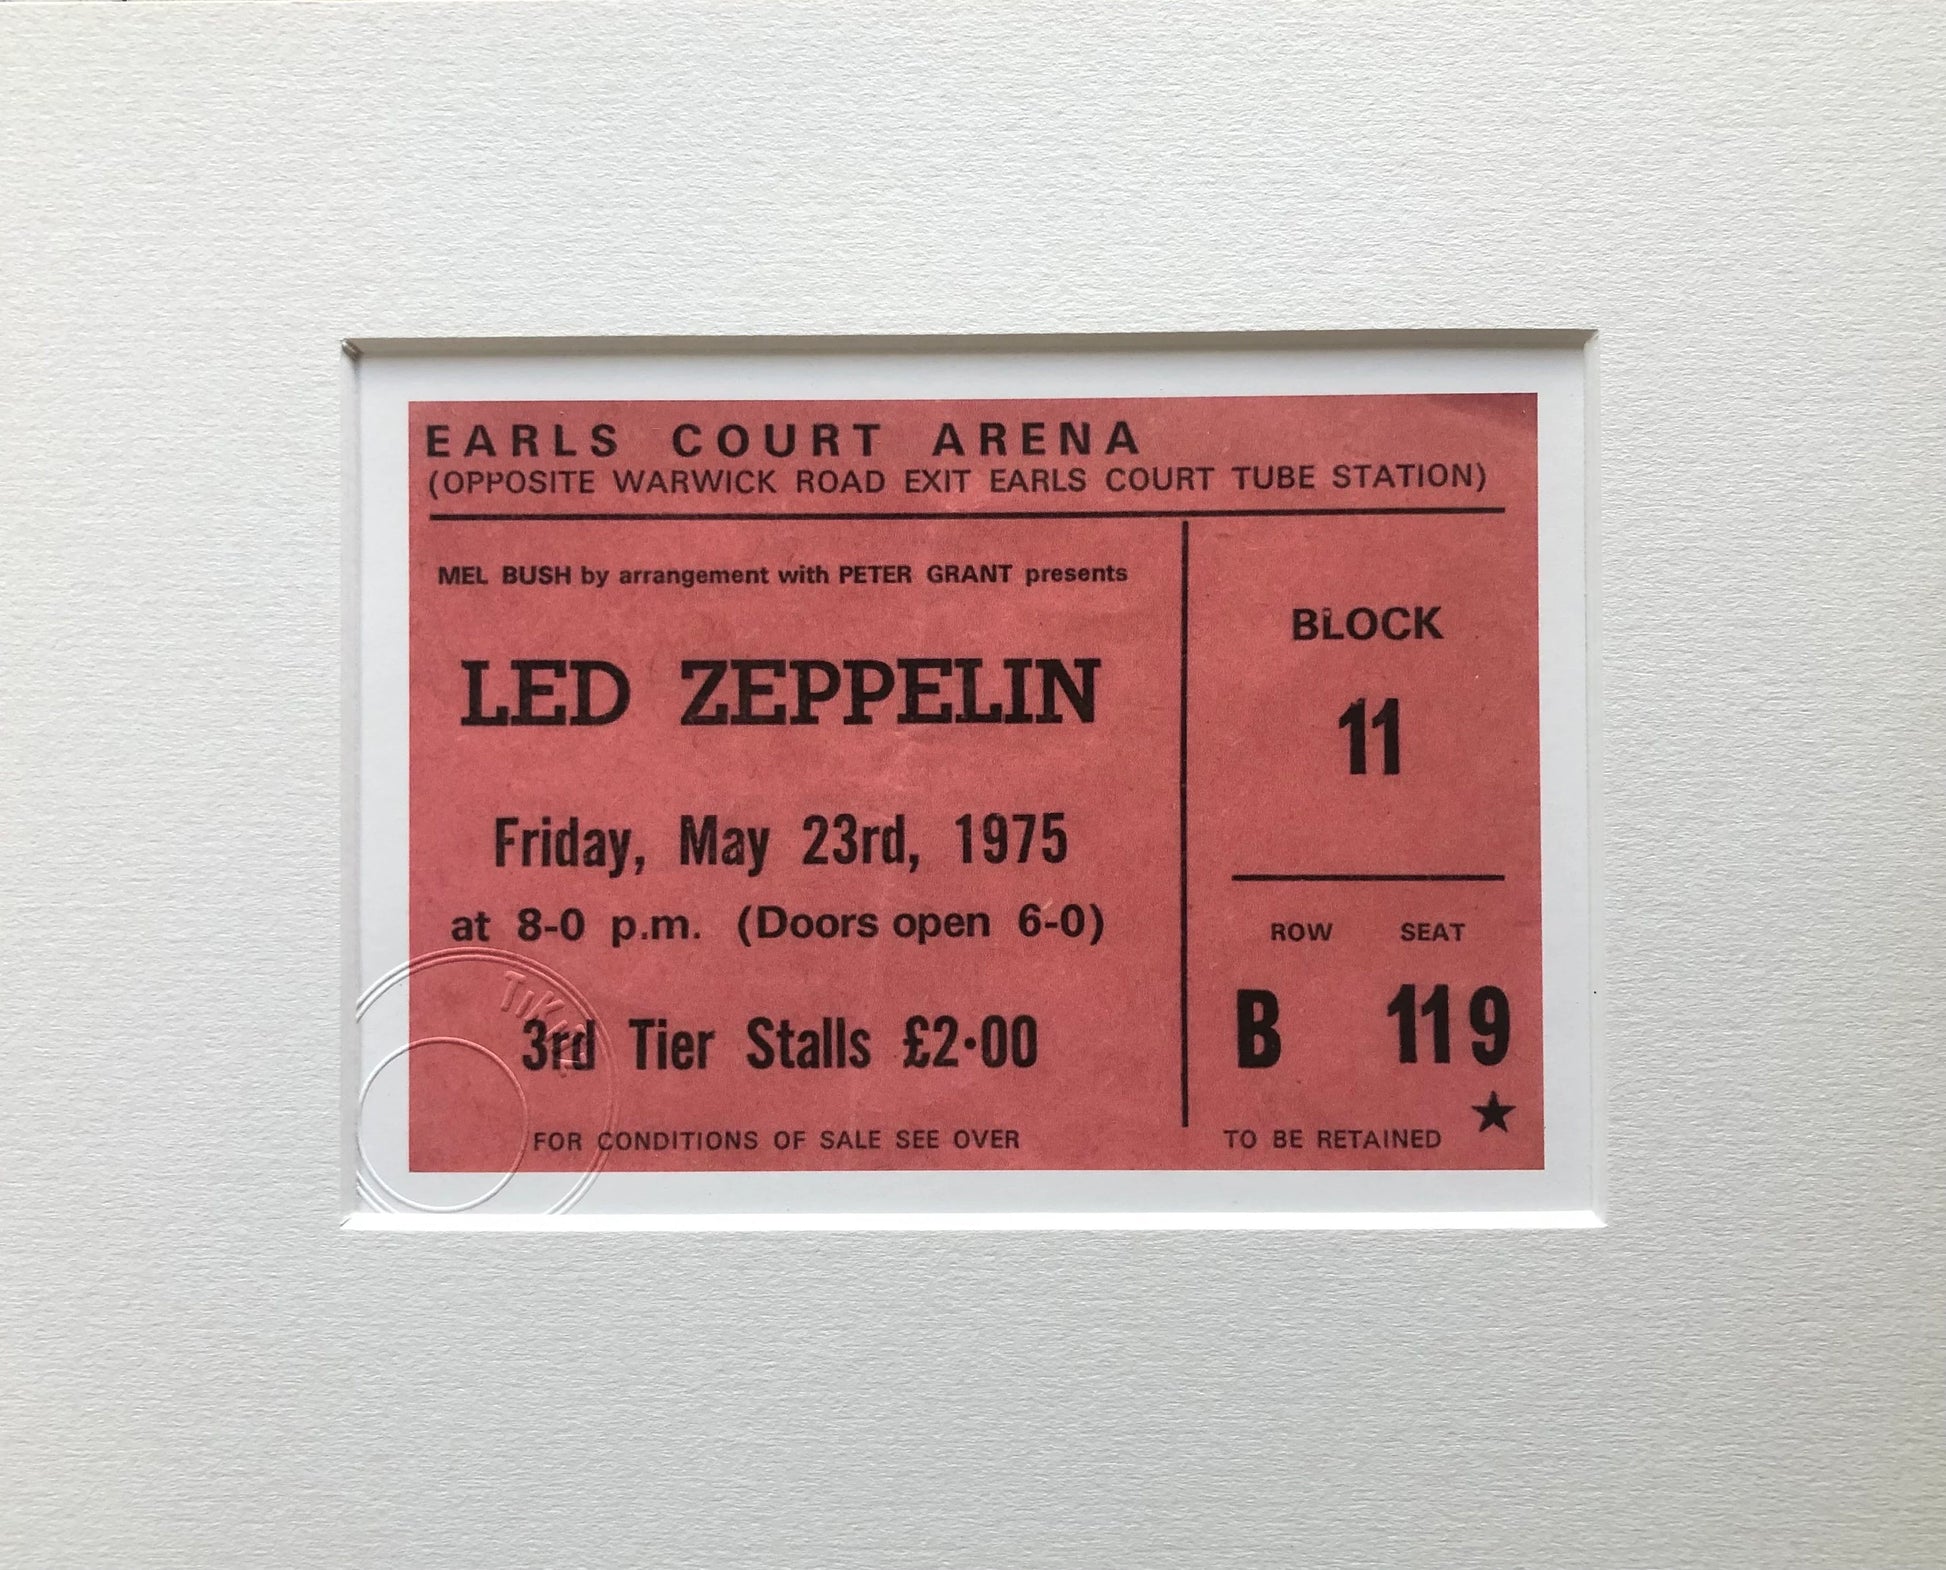 EARLS COURT ARENA
(OPPOSITE WARWICK ROAD EXIT EARLS COURT TUBE STATION)
MEL BUSH by arrangement with PETER GRANT presents
LED ZEPPELIN
Friday, May 23rd, 1975
at 8-0 p.m. (Doors open 6-0)
3rd Tier Stalls £2·00
FOR CONDITIONS OF SALE SEE OVER
BLOCK
11
ROW SEAT
B 119
★
TO BE RETAINED